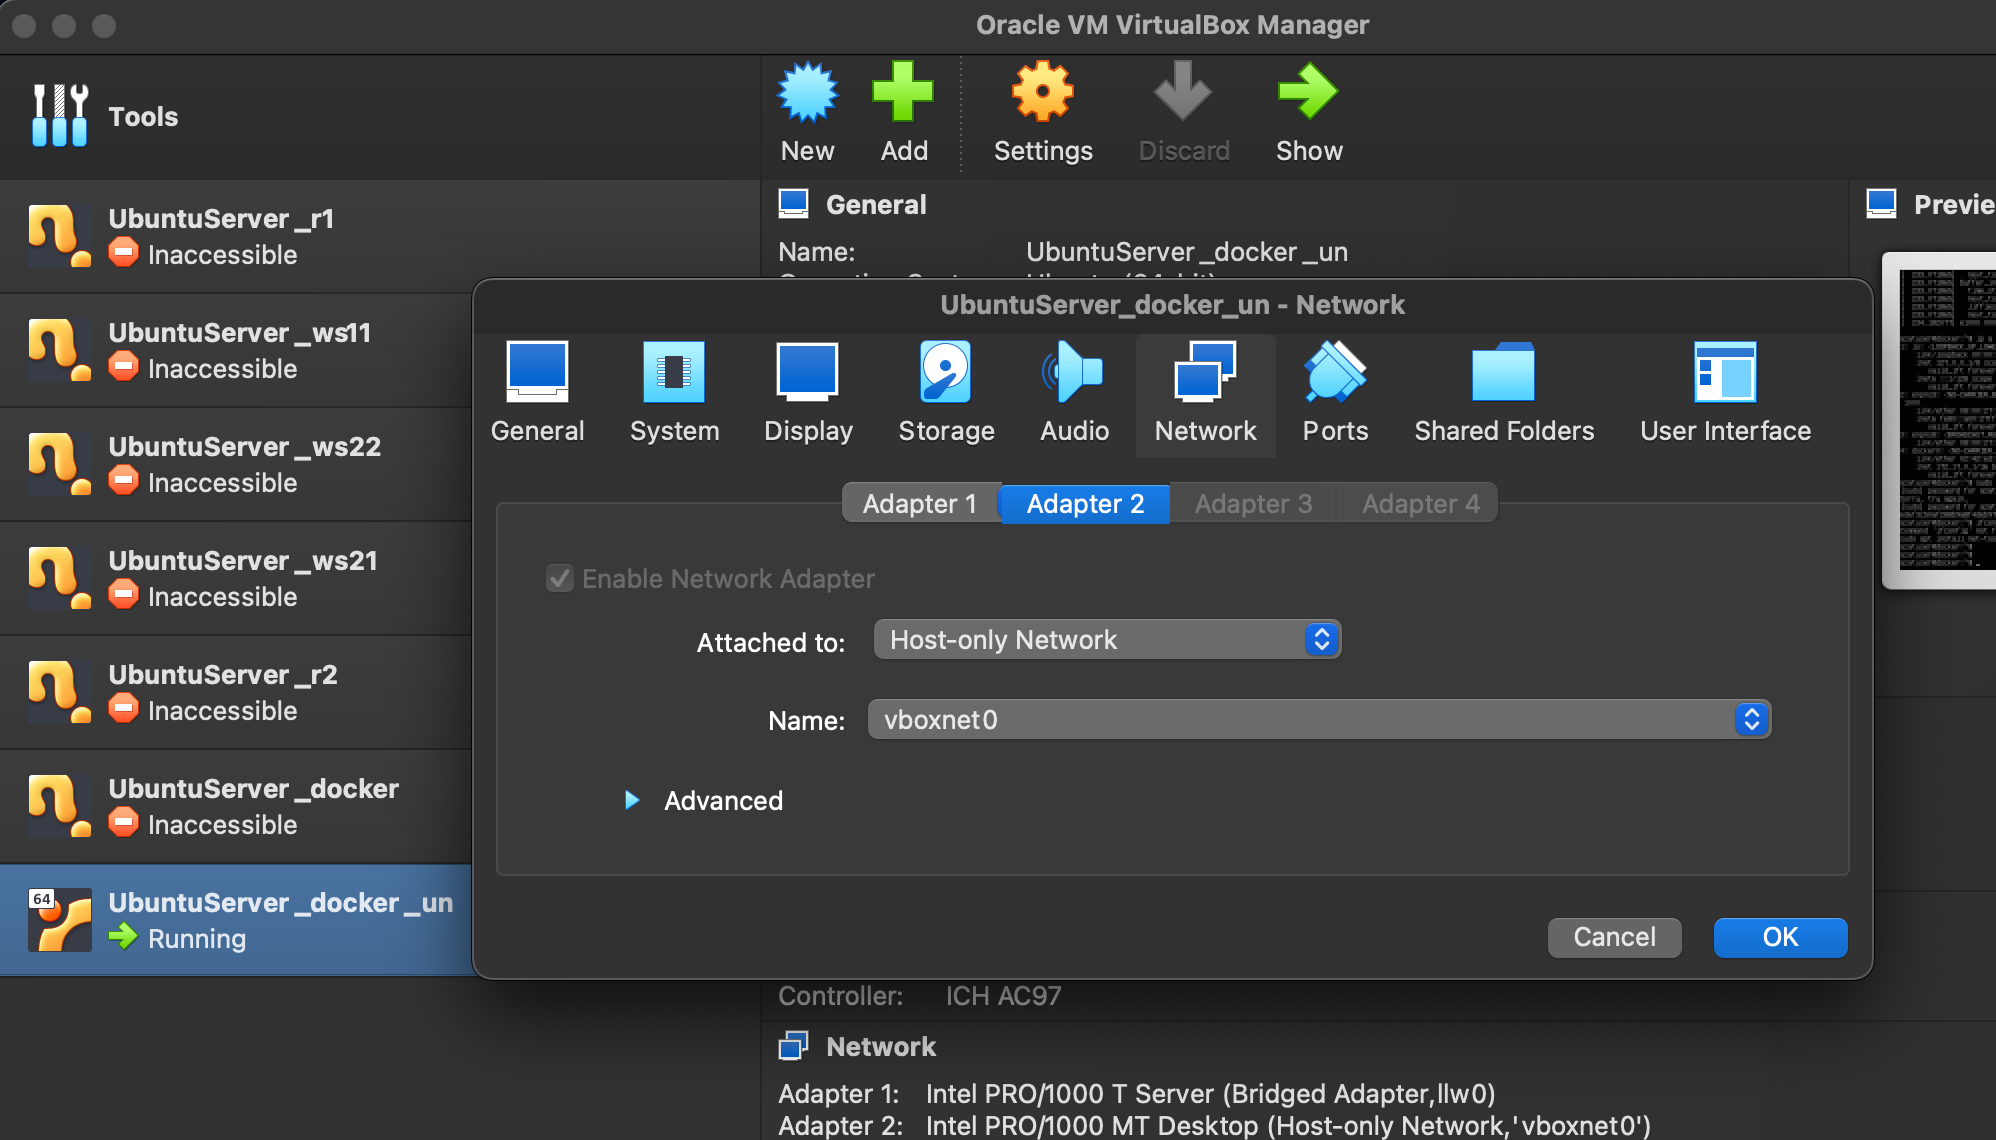 Oracle VM VirtualBox Manager
Tools
New
Add
Settings
Discard
Show
UbuntuServer_r1
Inaccessible
UbuntuServer_ws11
Inaccessible
UbuntuServer_ws22
Inaccessible
UbuntuServer_ws21
Inaccessible
UbuntuServer_r2
Inaccessible
UbuntuServer_docker
Inaccessible
64
UbuntuServer_docker_un
Running
General
Name: UbuntuServer_docker_un
Previe
UbuntuServer_docker_un - Network
General
System
Display
Storage
Audio
Network
Ports
Shared Folders
User Interface
Adapter 1
Adapter 2
Adapter 3
Adapter 4
Enable Network Adapter
Attached to: Host-only Network
Name: vboxnet0
Advanced
Cancel
OK
Controller: ICH AC97
Network
Adapter 1: Intel PRO/1000 T Server (Bridged Adapter,llw0)
Adapter 2: Intel PRO/1000 MT Desktop (Host-only Network,'vboxnet0')